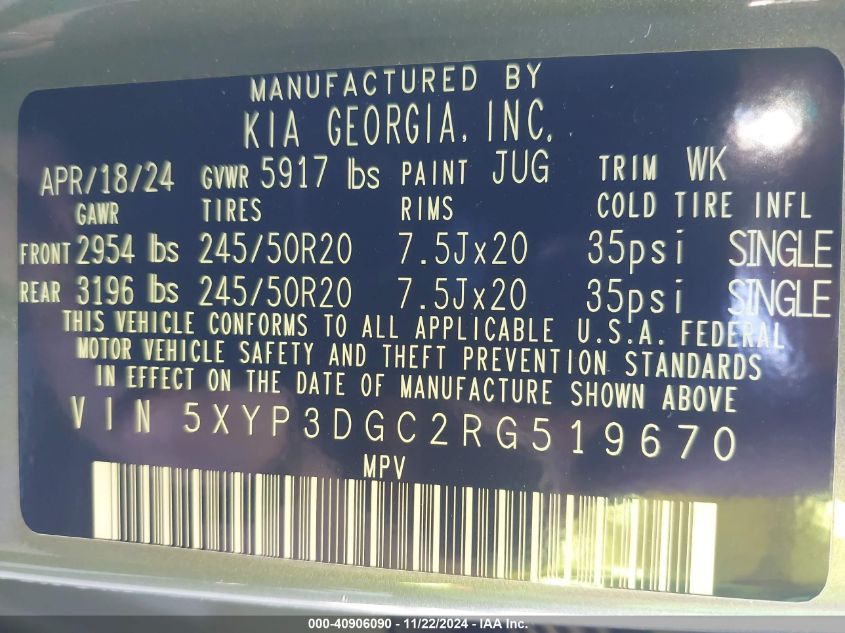 MANUFACTURED BY
KIA GEORGIA, INC.
APR/18/24 GVWR 5917 lbs PAINT JUG TRIM WK
GAWR TIRES RIMS COLD TIRE INFL
FRONT 2954 lbs 245/50R20 7.5Jx20 35psi SINGLE
REAR 3196 lbs 245/50R20 7.5Jx20 35psi SINGLE
THIS VEHICLE CONFORMS TO ALL APPLICABLE U.S.A. FEDERAL
MOTOR VEHICLE SAFETY AND THEFT PREVENTION STANDARDS
IN EFFECT ON THE DATE OF MANUFACTURE SHOWN ABOVE
VIN 5XYP3DGC2RG519670
MPV
000-40906090 - 11/22/2024 - IAA Inc.